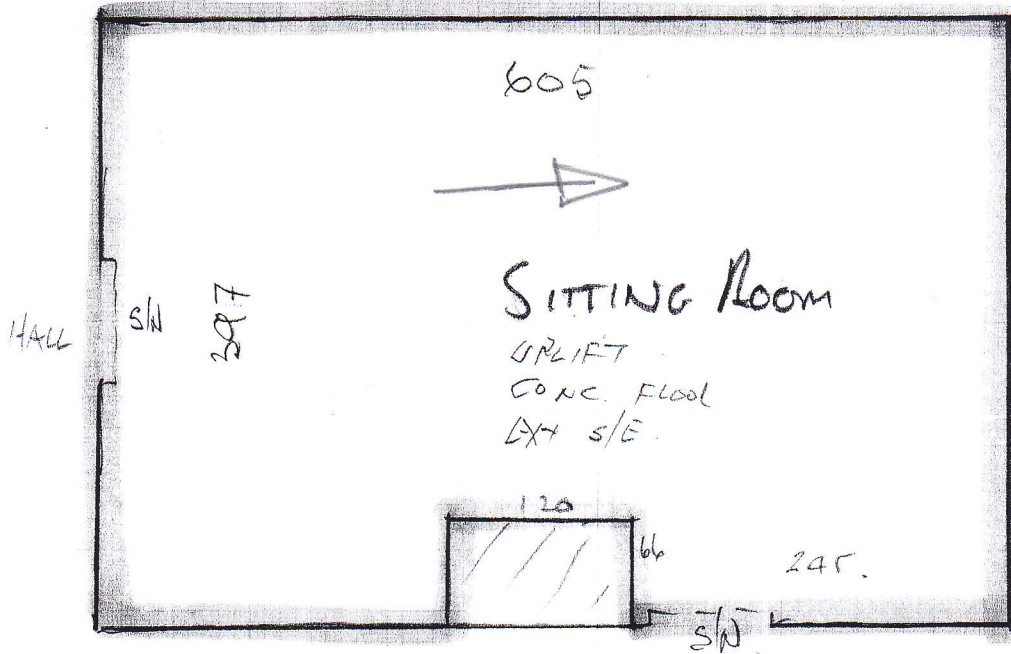 605
HALL
S/N
397
SITTING ROOM
UPLIFT
CONC. FLOOR
EXT S/E.
120
66
245.
S/N